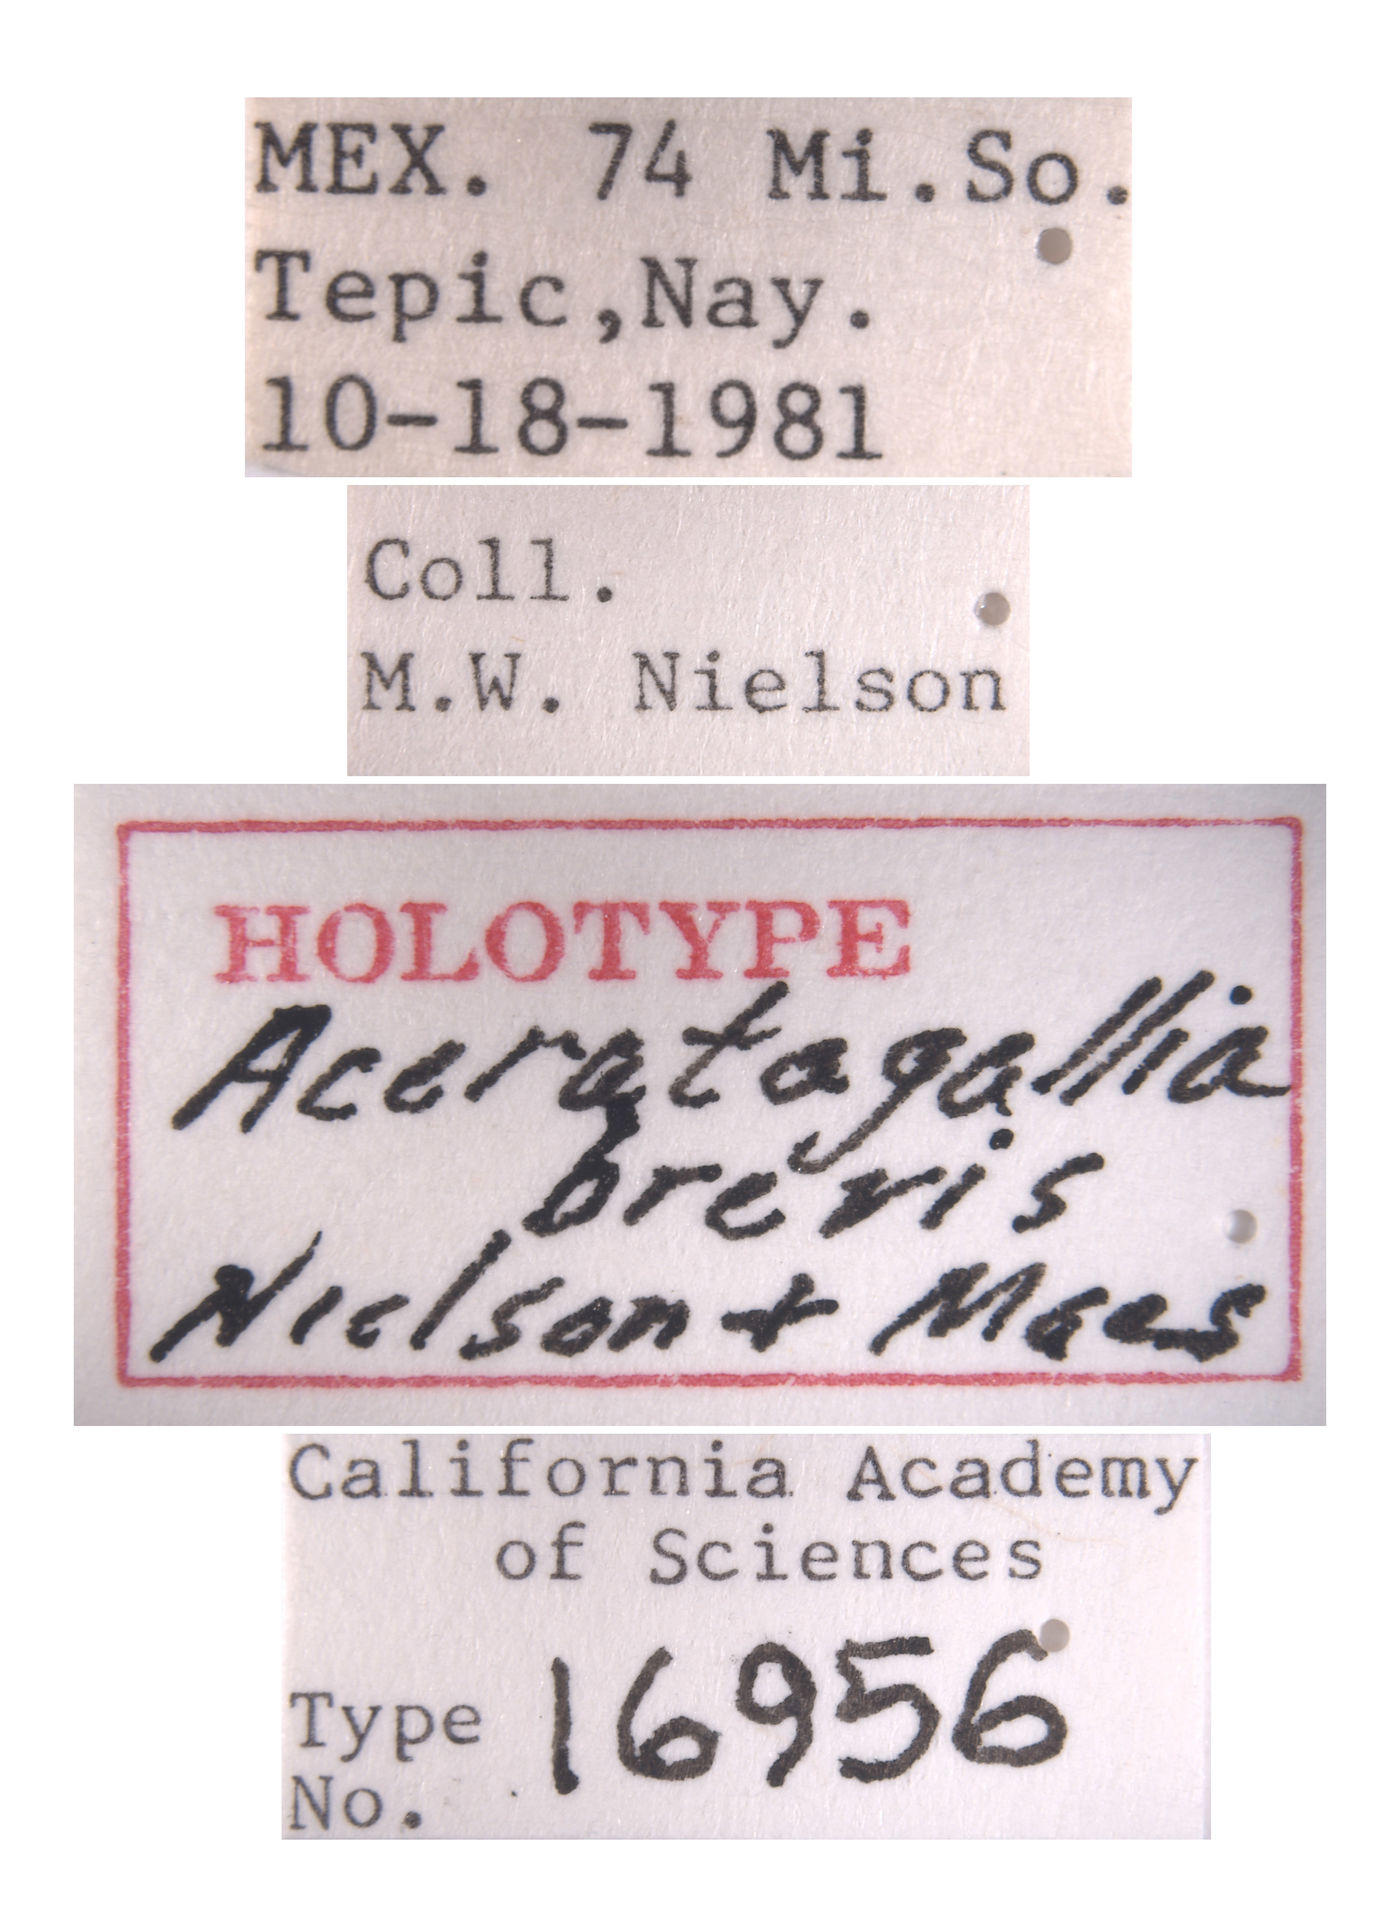 MEX. 74 Mi.So.
Tepic,Nay.
10-18-1981
Coll.
M.W. Nielson
HOLOTYPE
Aceratagallia
brevis
Nielson + Maes
California Academy
of Sciences
Type 16956
No.